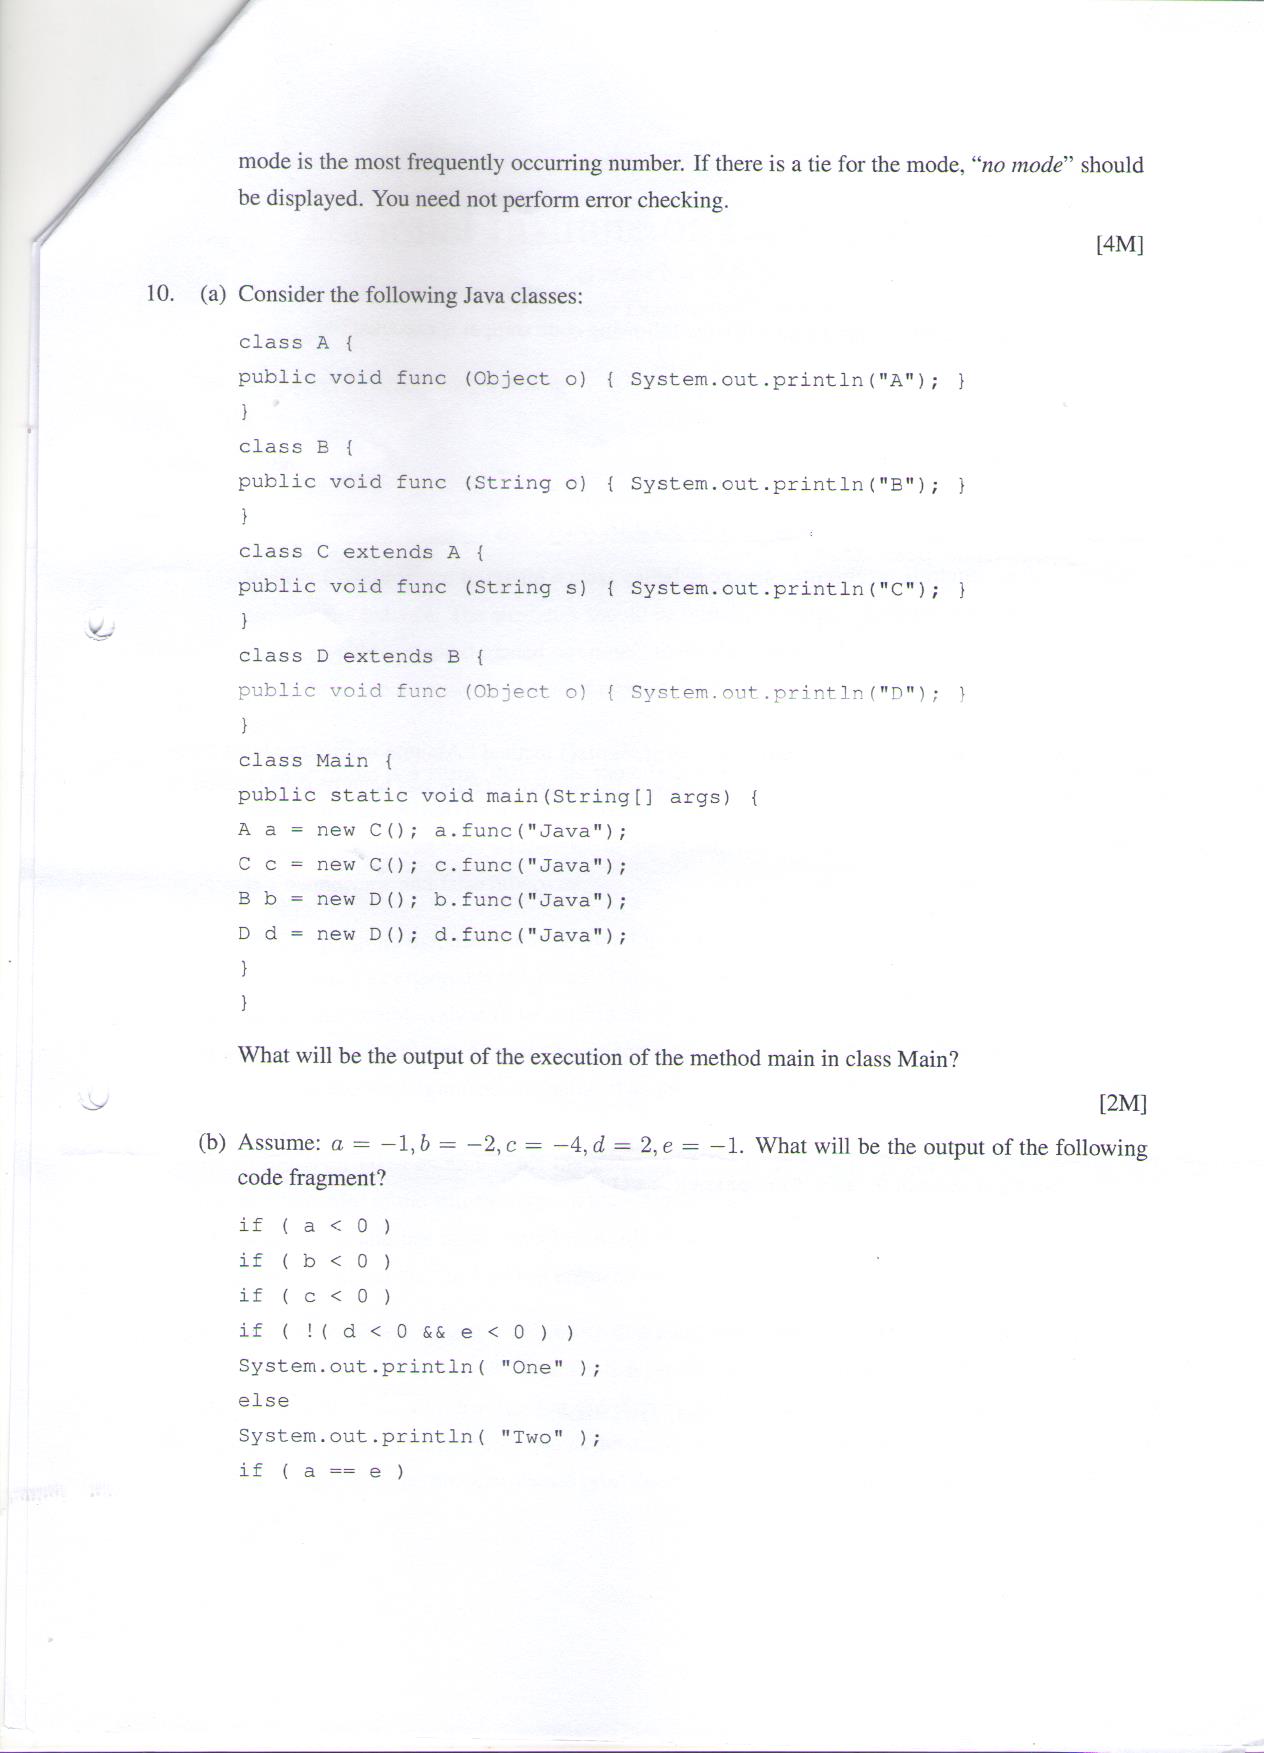 mode is the most frequently occurring number. If there is a tie for the mode, “no mode” should
be displayed. You need not perform error checking.
[4M]
10. (a) Consider the following Java classes:
class A {
public void func (Object o) { System.out.println("A"); }
}
class B {
public void func (String o) { System.out.println("B"); }
}
class C extends A {
public void func (String s) { System.out.println("C"); }
}
class D extends B {
public void func (Object o) { System.out.println("D"); }
}
class Main {
public static void main(String[] args) {
A a = new C(); a.func("Java");
C c = new C(); c.func("Java");
B b = new D(); b.func("Java");
D d = new D(); d.func("Java");
}
}
What will be the output of the execution of the method main in class Main?
[2M]
(b) Assume: a = −1, b = −2, c = −4, d = 2, e = −1. What will be the output of the following
code fragment?
if ( a < 0 )
if ( b < 0 )
if ( c < 0 )
if ( !( d < 0 && e < 0 ) )
System.out.println( "One" );
else
System.out.println( "Two" );
if ( a == e )